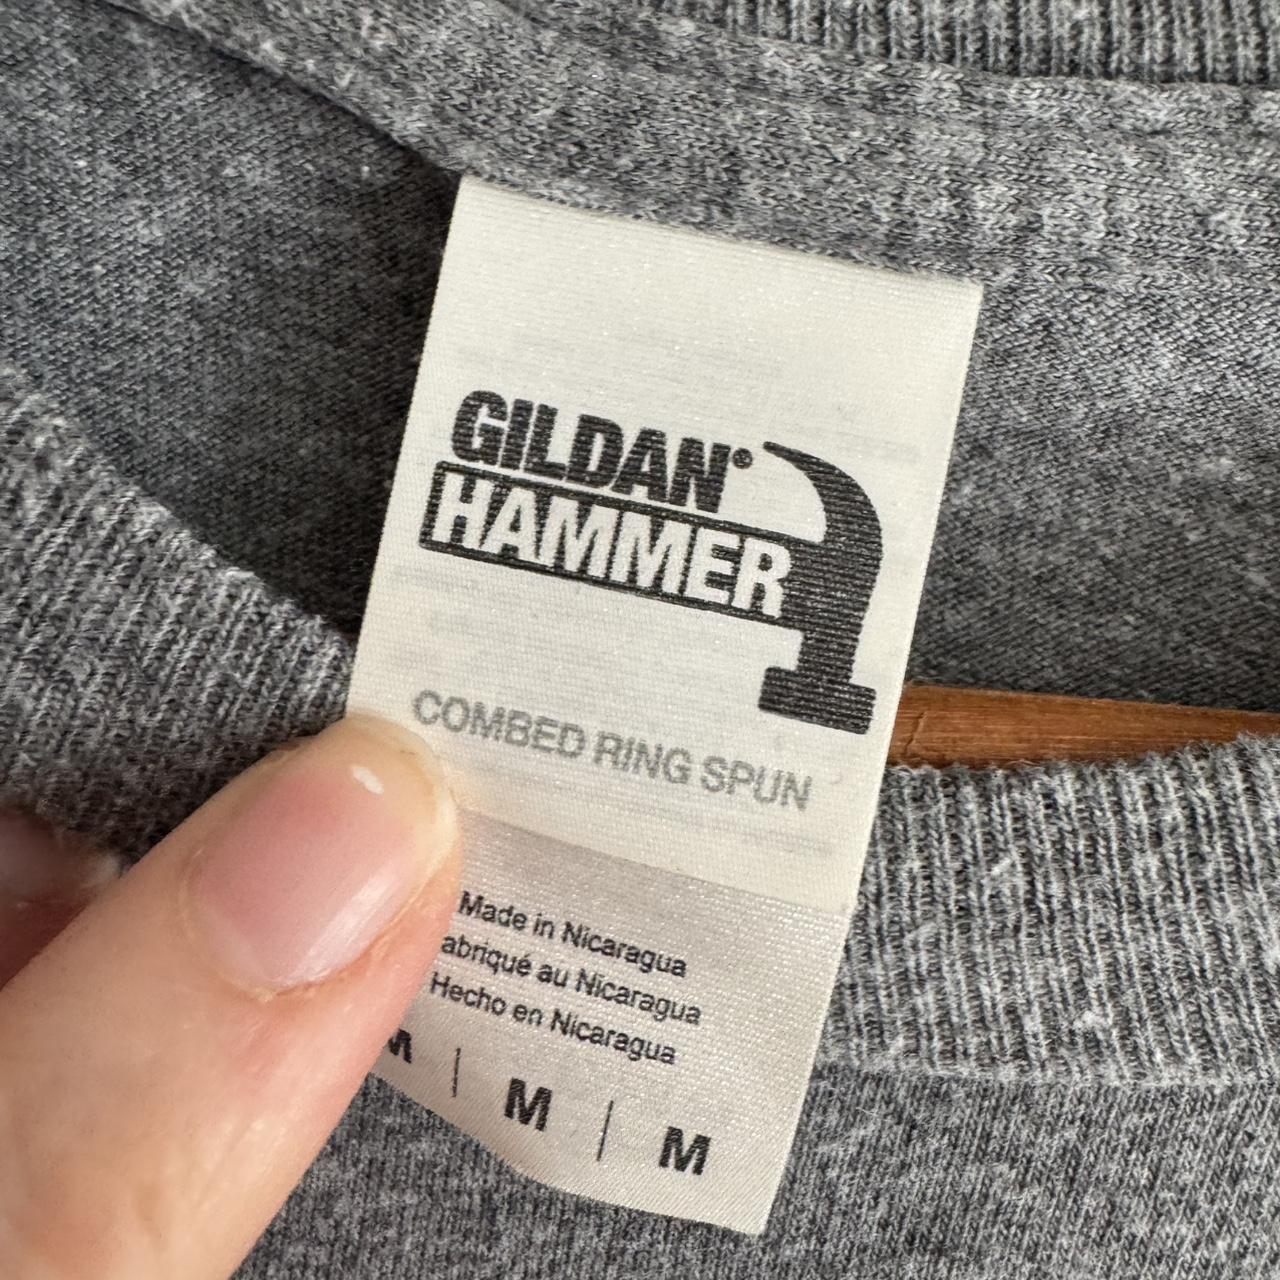 GILDAN®
HAMMER
COMBED RING SPUN
Made in Nicaragua
abriqué au Nicaragua
Hecho en Nicaragua
M | M | M